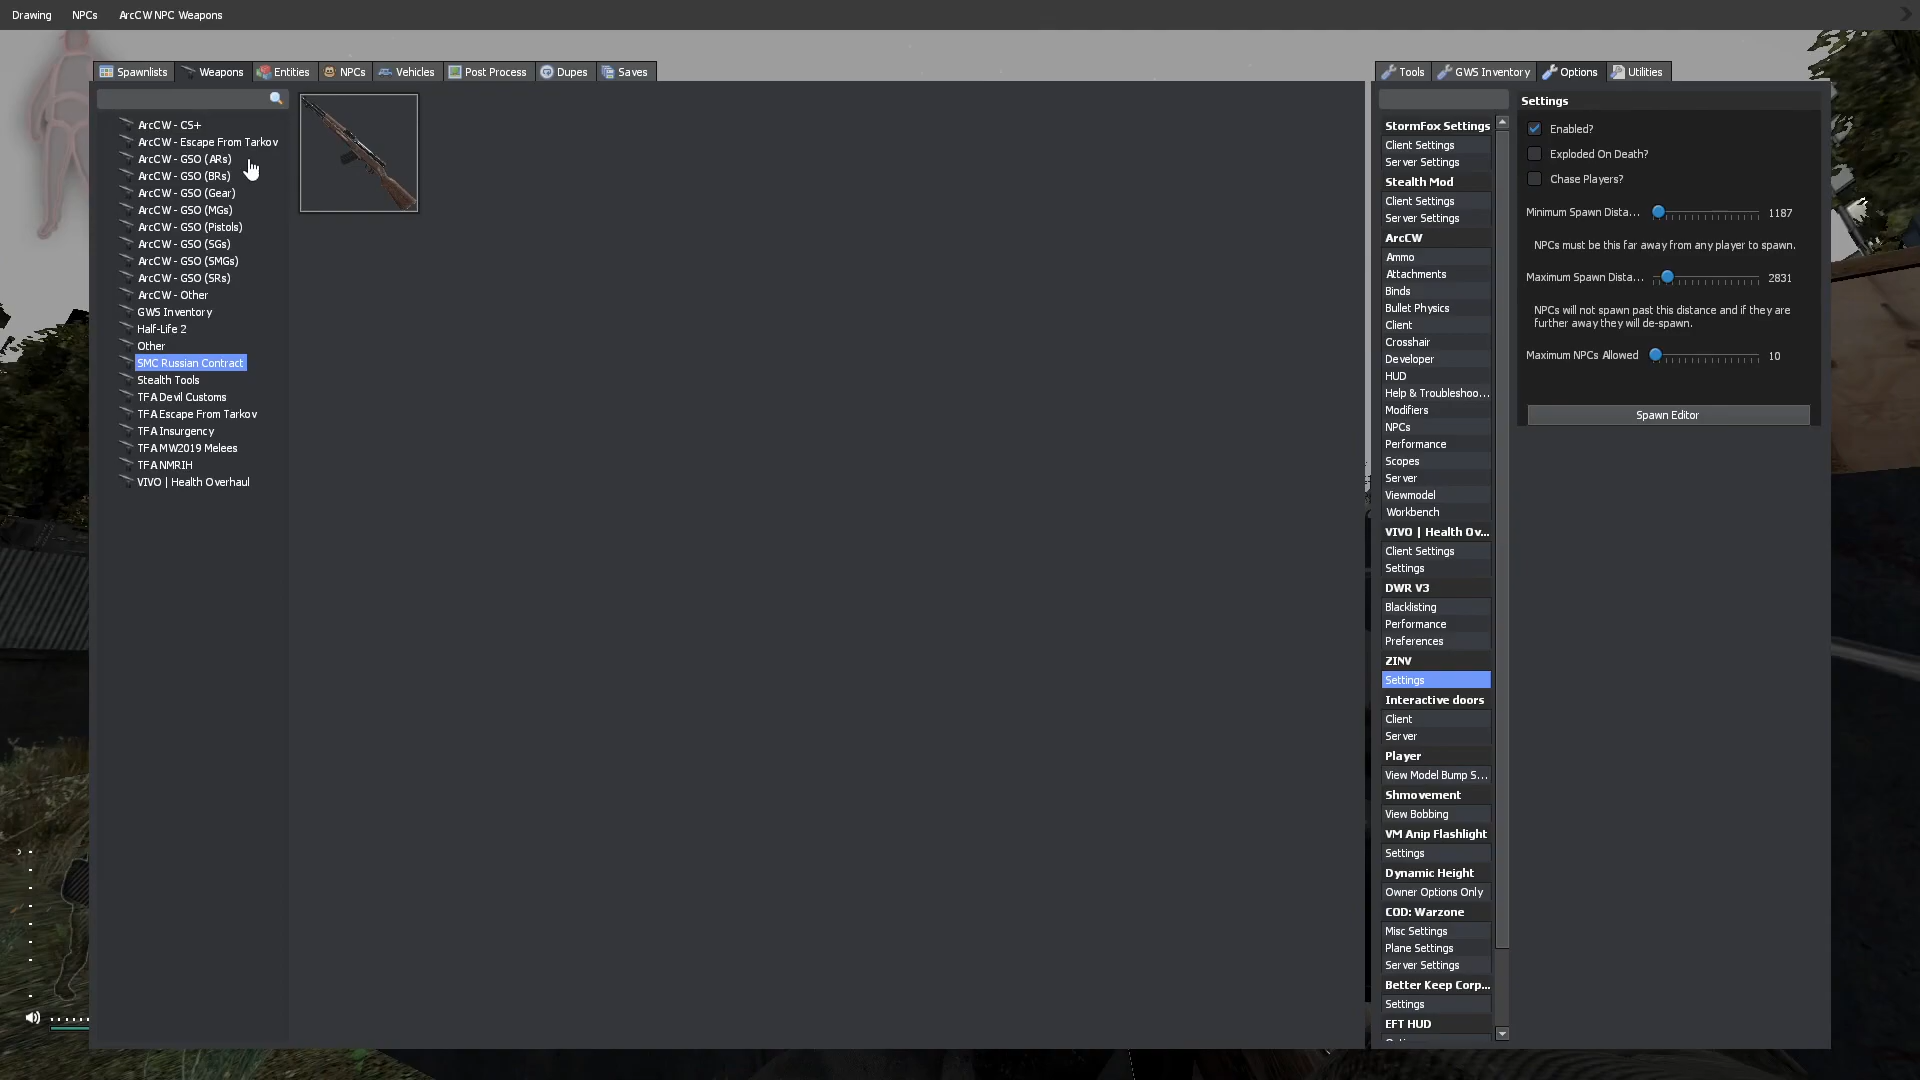 Drawing NPCs ArcCW NPC Weapons
Spawnlists Weapons Entities NPCs Vehicles Post Process Dupes Saves
ArcCW - CS+
ArcCW - Escape From Tarkov
ArcCW - GSO (ARs)
ArcCW - GSO (BRs)
ArcCW - GSO (Gear)
ArcCW - GSO (MGs)
ArcCW - GSO (Pistols)
ArcCW - GSO (SGs)
ArcCW - GSO (SMGs)
ArcCW - GSO (SRs)
ArcCW - Other
GWS Inventory
Half-Life 2
Other
SMC Russian Contract
Stealth Tools
TFA Devil Customs
TFA Escape From Tarkov
TFA Insurgency
TFA MW2019 Melees
TFA NMRIH
VIVO | Health Overhaul
Tools GWS Inventory Options Utilities
StormFox Settings
Client Settings
Server Settings
Stealth Mod
Client Settings
Server Settings
ArcCW
Ammo
Attachments
Binds
Bullet Physics
Client
Crosshair
Developer
HUD
Help & Troubleshoo...
Modifiers
NPCs
Performance
Scopes
Server
Viewmodel
Workbench
VIVO | Health Ov...
Client Settings
Settings
DWR V3
Blacklisting
Performance
Preferences
ZINV
Settings
Interactive doors
Client
Server
Player
View Model Bump S...
Shmovement
View Bobbing
VM Anip Flashlight
Settings
Dynamic Height
Owner Options Only
COD: Warzone
Misc Settings
Plane Settings
Server Settings
Better Keep Corp...
Settings
EFT HUD
Settings
Enabled?
Exploded On Death?
Chase Players?
Minimum Spawn Dista... 1187
NPCs must be this far away from any player to spawn.
Maximum Spawn Dista... 2831
NPCs will not spawn past this distance and if they are
further away they will de-spawn.
Maximum NPCs Allowed 10
Spawn Editor